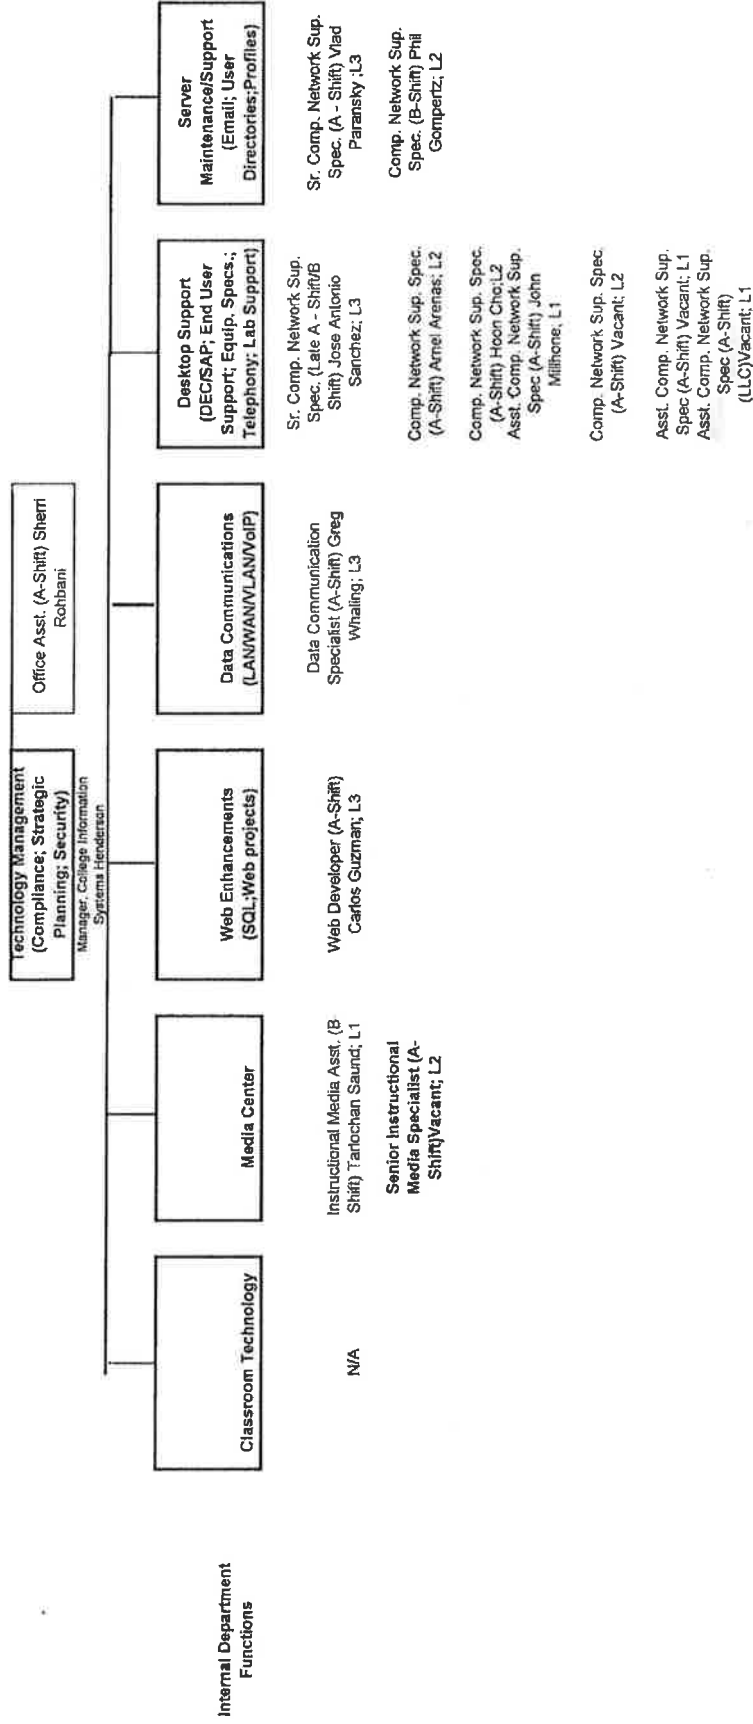 Technology Management
(Compliance; Strategic
Planning; Security)
Manager, College Information
Systems Henderson
Office Asst. (A-Shift) Sherri
Rohbani
Internal Department
Functions
Classroom Technology
N/A
Media Center
Instructional Media Asst. (B-
Shift) Tarlochan Saund; L1
Senior Instructional
Media Specialist (A-
Shift)Vacant; L2
Web Enhancements
(SQL;Web projects)
Web Developer (A-Shift)
Carlos Guzman; L3
Data Communications
(LAN/WAN/VLAN/VoIP)
Data Communication
Specialist (A-Shift) Greg
Whaling; L3
Desktop Support
(DEC/SAP; End User
Support; Equip. Specs.;
Telephony; Lab Support)
Sr. Comp. Network Sup.
Spec. (Late A - Shift/B
Shift) Jose Antonio
Sanchez; L3
Comp. Network Sup. Spec.
(A-Shift) Arnel Arenas; L2
Comp. Network Sup. Spec.
(A-Shift) Hoon Cho;L2
Asst. Comp. Network Sup.
Spec (A-Shift) John
Millhone; L1
Comp. Network Sup. Spec.
(A-Shift) Vacant; L2
Asst. Comp. Network Sup.
Spec (A-Shift) Vacant; L1
Asst. Comp. Network Sup.
Spec (A-Shift)
(LLC)Vacant; L1
Server
Maintenance/Support
(Email; User
Directories;Profiles)
Sr. Comp. Network Sup.
Spec. (A - Shift) Vlad
Paransky ;L3
Comp. Network Sup.
Spec. (B-Shift) Phil
Gompertz; L2